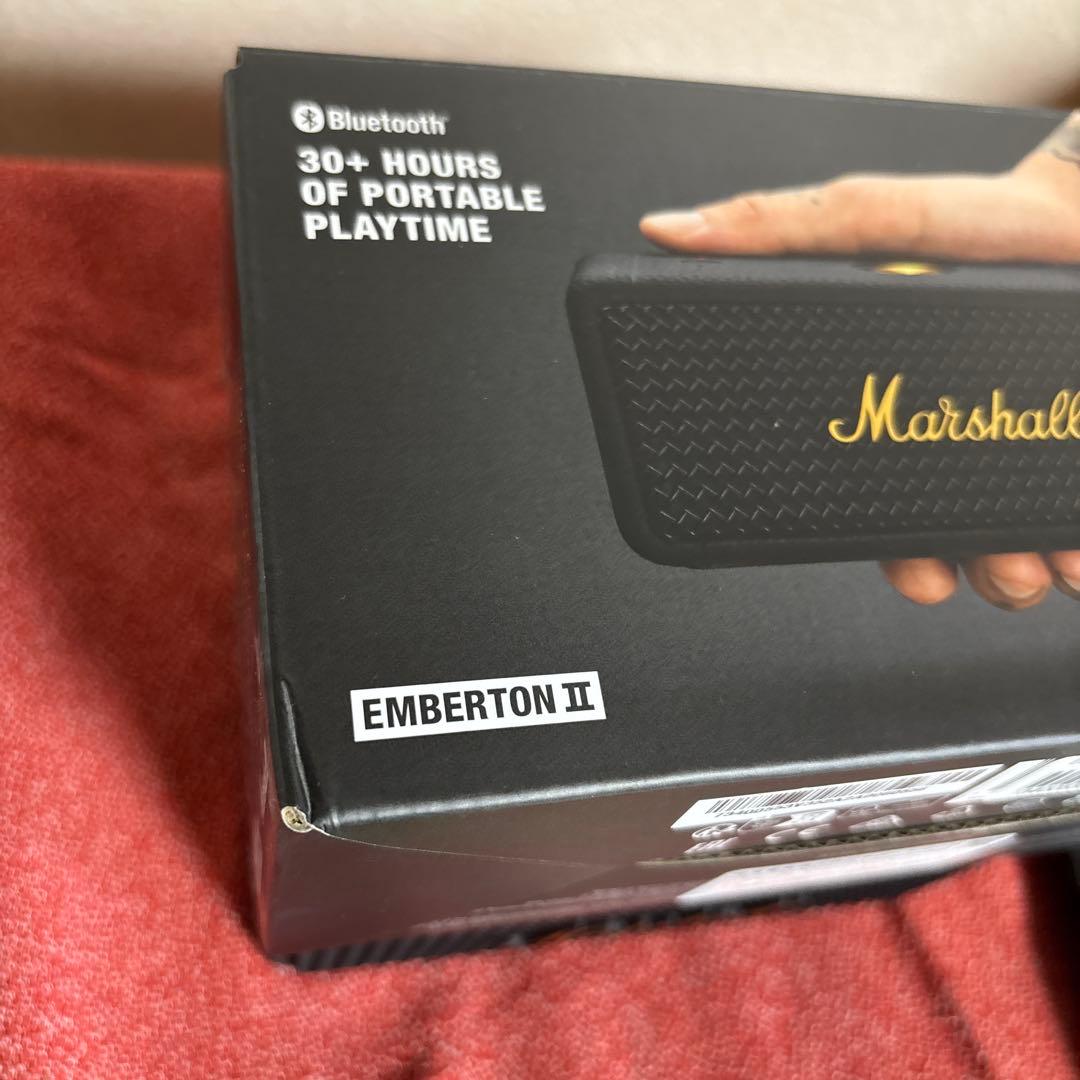 Bluetooth
30+ HOURS
OF PORTABLE
PLAYTIME
Marshall
EMBERTON II